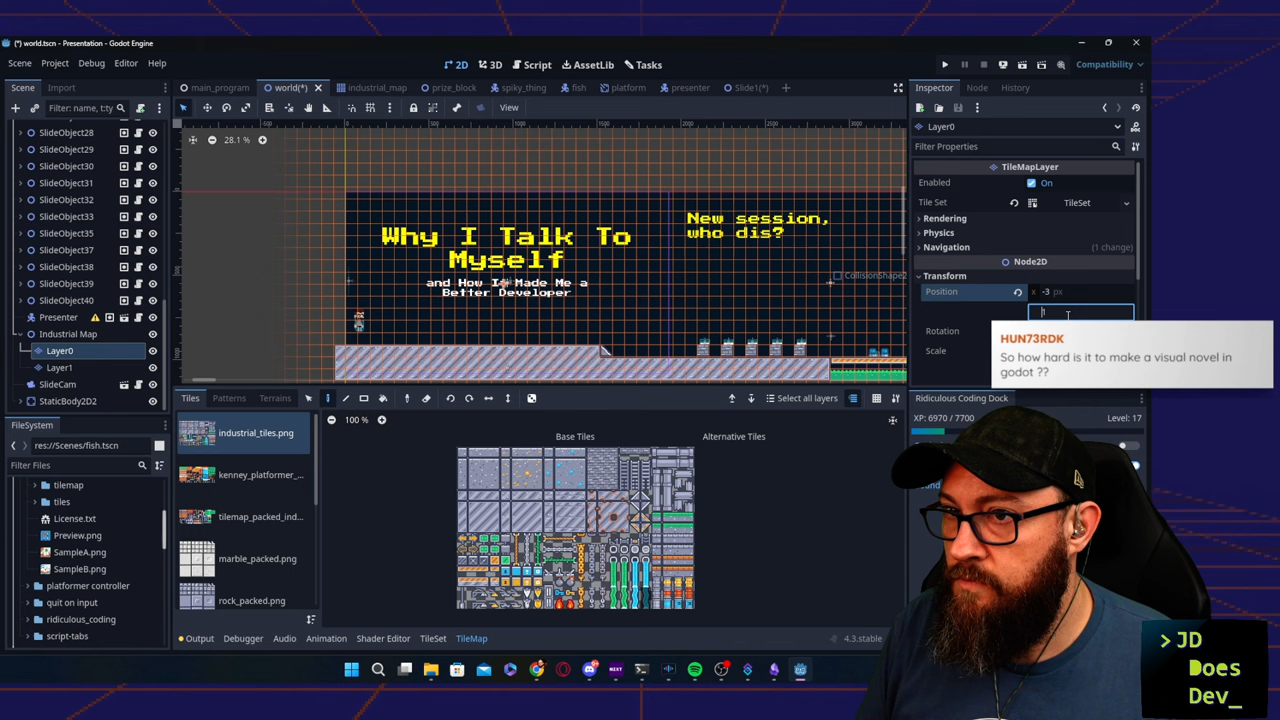 (*) world.tscn - Presentation - Godot Engine
Scene Project Debug Editor Help
2D 3D Script AssetLib Tasks
Compatibility
Scene Import
main_program world(*) industrial_map prize_block spiky_thing fish platform presenter Slide1(*)
Inspector Node History
Filter: name, t:ty
View
Layer0
Filter Properties
28.1 %
SlideObject28
SlideObject29
SlideObject30
SlideObject31
SlideObject32
SlideObject33
SlideObject35
SlideObject37
SlideObject38
SlideObject39
SlideObject40
Presenter
Industrial Map
Layer0
Layer1
SlideCam
StaticBody2D2
Why I Talk To
Myself
and How It Made Me a
Better Developer
New session,
who dis?
CollisionShape2
TileMapLayer
Enabled On
Tile Set TileSet
Rendering
Physics
Navigation (1 change)
Node2D
Transform
Position x -3 px
Rotation
Scale
HUN73RDK
So how hard is it to make a visual novel in
godot ??
Ridiculous Coding Dock
XP: 6970 / 7700 Level: 17
FileSystem
res://Scenes/fish.tscn
Filter Files
tilemap
tiles
License.txt
Preview.png
SampleA.png
SampleB.png
platformer controller
quit on input
ridiculous_coding
script-tabs
Tiles Patterns Terrains
Select all layers
100 %
industrial_tiles.png
kenney_platformer_...
tilemap_packed_ind...
marble_packed.png
rock_packed.png
Base Tiles
Alternative Tiles
Output Debugger Audio Animation Shader Editor TileSet TileMap
4.3.stable
> JD
Does
Dev_